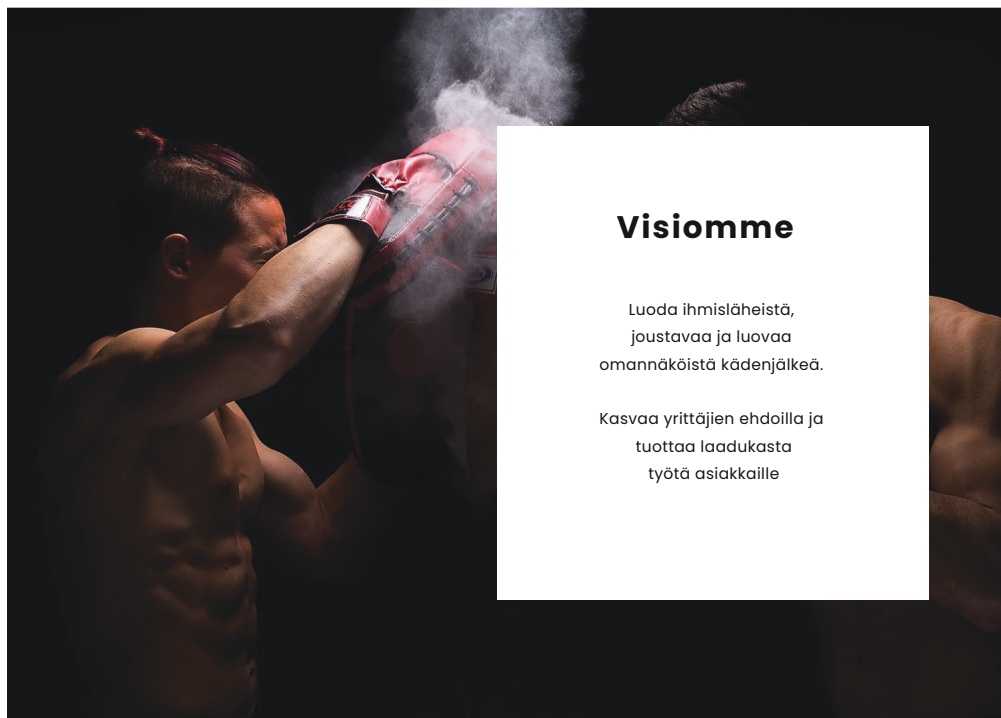 Visiomme
Luoda ihmisläheistä,
joustavaa ja luovaa
omannäköistä kädenjälkeä.
Kasvaa yrittäjien ehdoilla ja
tuottaa laadukasta
työtä asiakkaille